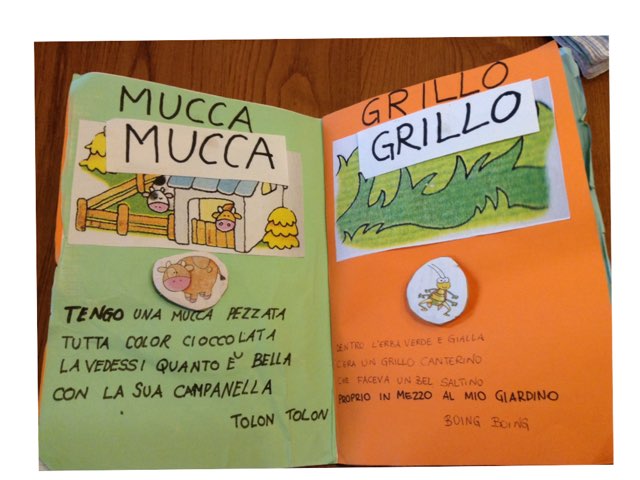 MUCCA
MUCCA
TENGO UNA MUCCA PEZZATA
TUTTA COLOR CIOCCOLATA
LA VEDESSI QUANTO È BELLA
CON LA SUA CAMPANELLA
TOLON TOLON
GRILLO
GRILLO
DENTRO L'ERBA VERDE E GIALLA
C'ERA UN GRILLO CANTERINO
CHE FACEVA UN BEL SALTINO
PROPRIO IN MEZZO AL MIO GIARDINO
BOING BOING